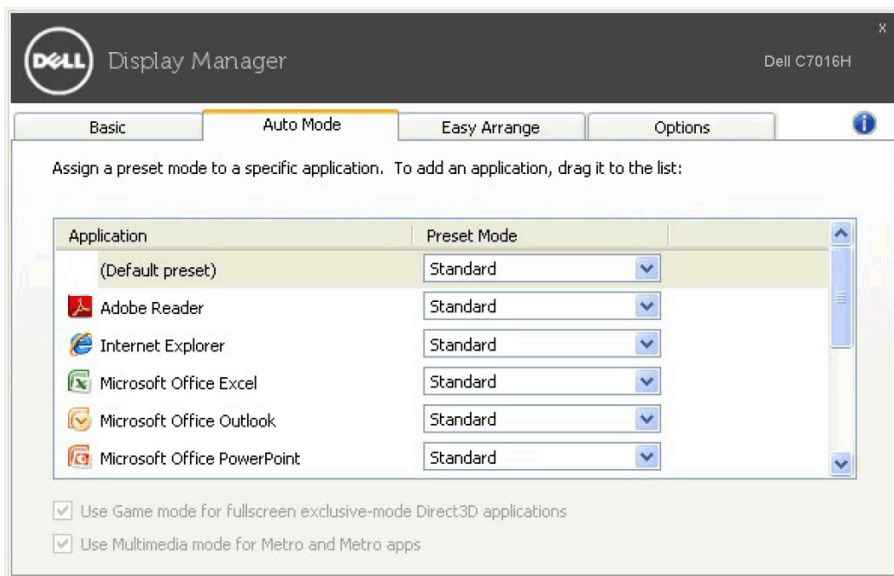 DELL Display Manager Dell C7016H x
Basic Auto Mode Easy Arrange Options
Assign a preset mode to a specific application. To add an application, drag it to the list:
Application Preset Mode
(Default preset) Standard
Adobe Reader Standard
Internet Explorer Standard
Microsoft Office Excel Standard
Microsoft Office Outlook Standard
Microsoft Office PowerPoint Standard
Use Game mode for fullscreen exclusive-mode Direct3D applications
Use Multimedia mode for Metro and Metro apps